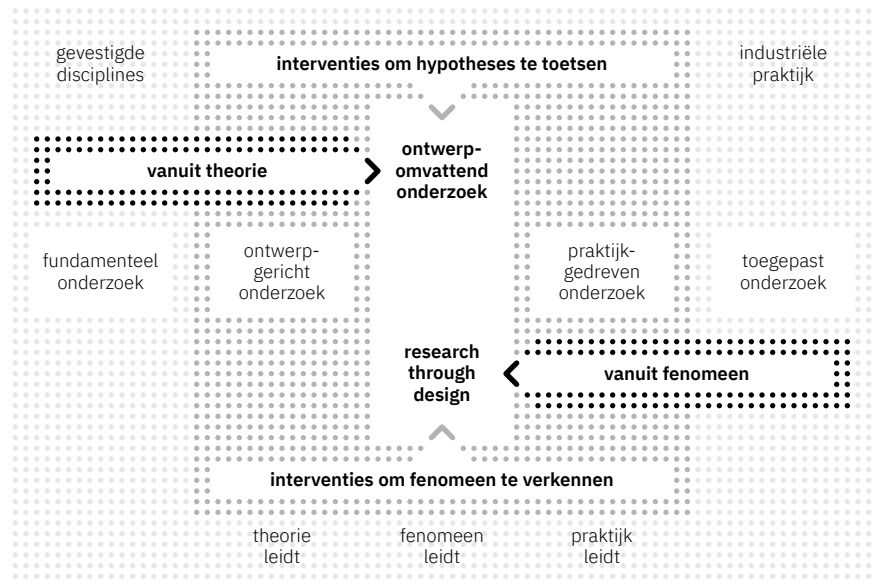 gevestigde
disciplines
interventies om hypotheses te toetsen
industriële
praktijk
vanuit theorie
ontwerp-
omvattend
onderzoek
fundamenteel
onderzoek
ontwerp-
gericht
onderzoek
praktijk-
gedreven
onderzoek
toegepast
onderzoek
research
through
design
vanuit fenomeen
interventies om fenomeen te verkennen
theorie
leidt
fenomeen
leidt
praktijk
leidt